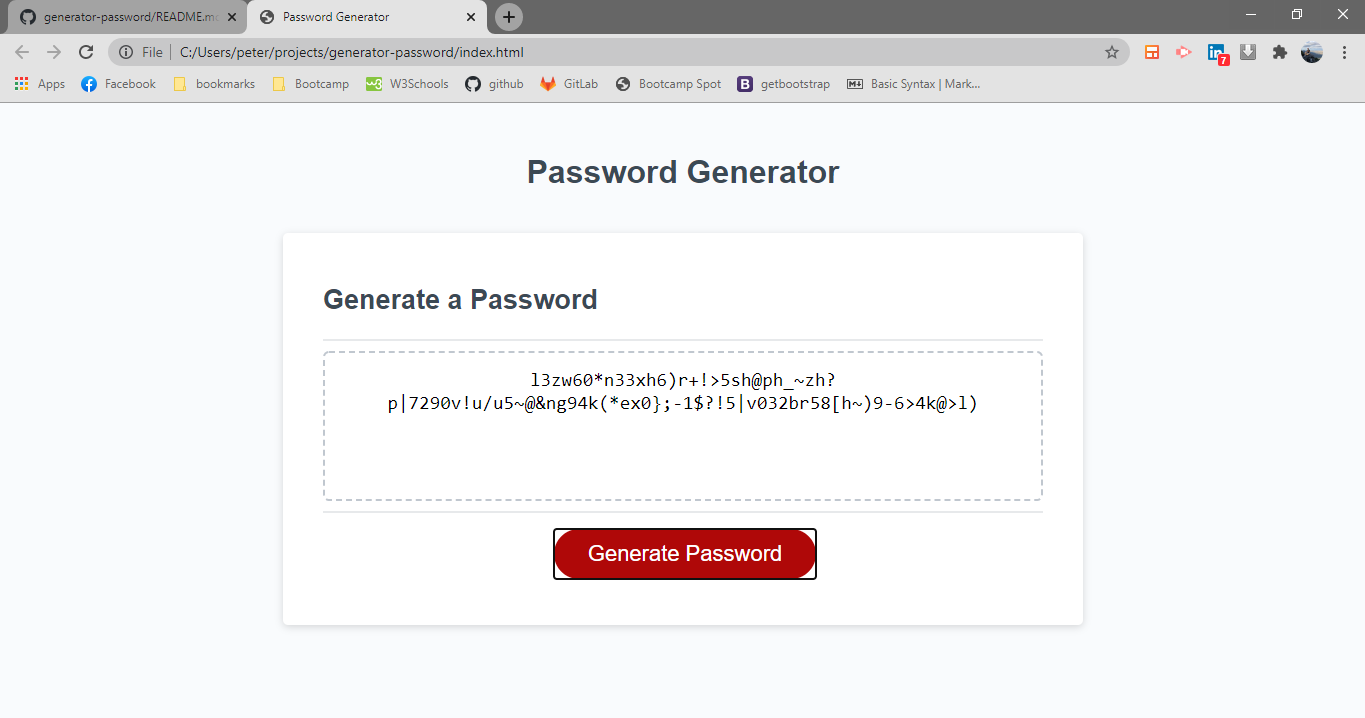 generator-password/README.m
Password Generator
File
C:/Users/peter/projects/generator-password/index.html
7
Apps
Facebook
bookmarks
Bootcamp
W3Schools
github
GitLab
Bootcamp Spot
B
getbootstrap
Basic Syntax | Mark...
Password Generator
Generate a Password
l3zw60*n33xh6)r+!>5sh@ph_~zh?
p|7290v!u/u5~@&ng94k(*ex0};-1$?!5|v032br58[h~)9-6>4k@>l)
Generate Password